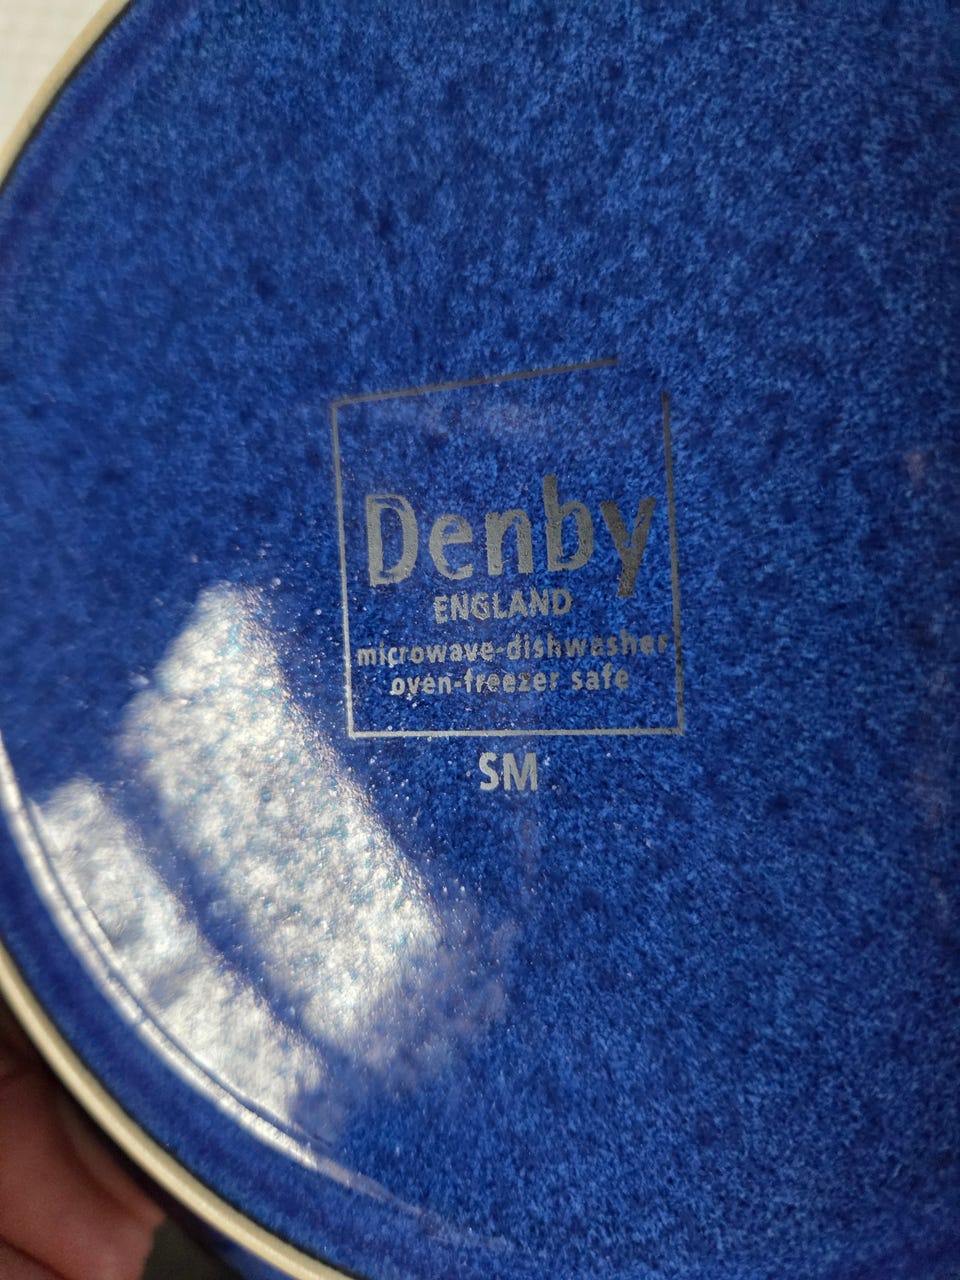 Denby
ENGLAND
microwave-dishwasher
oven-freezer safe
SM